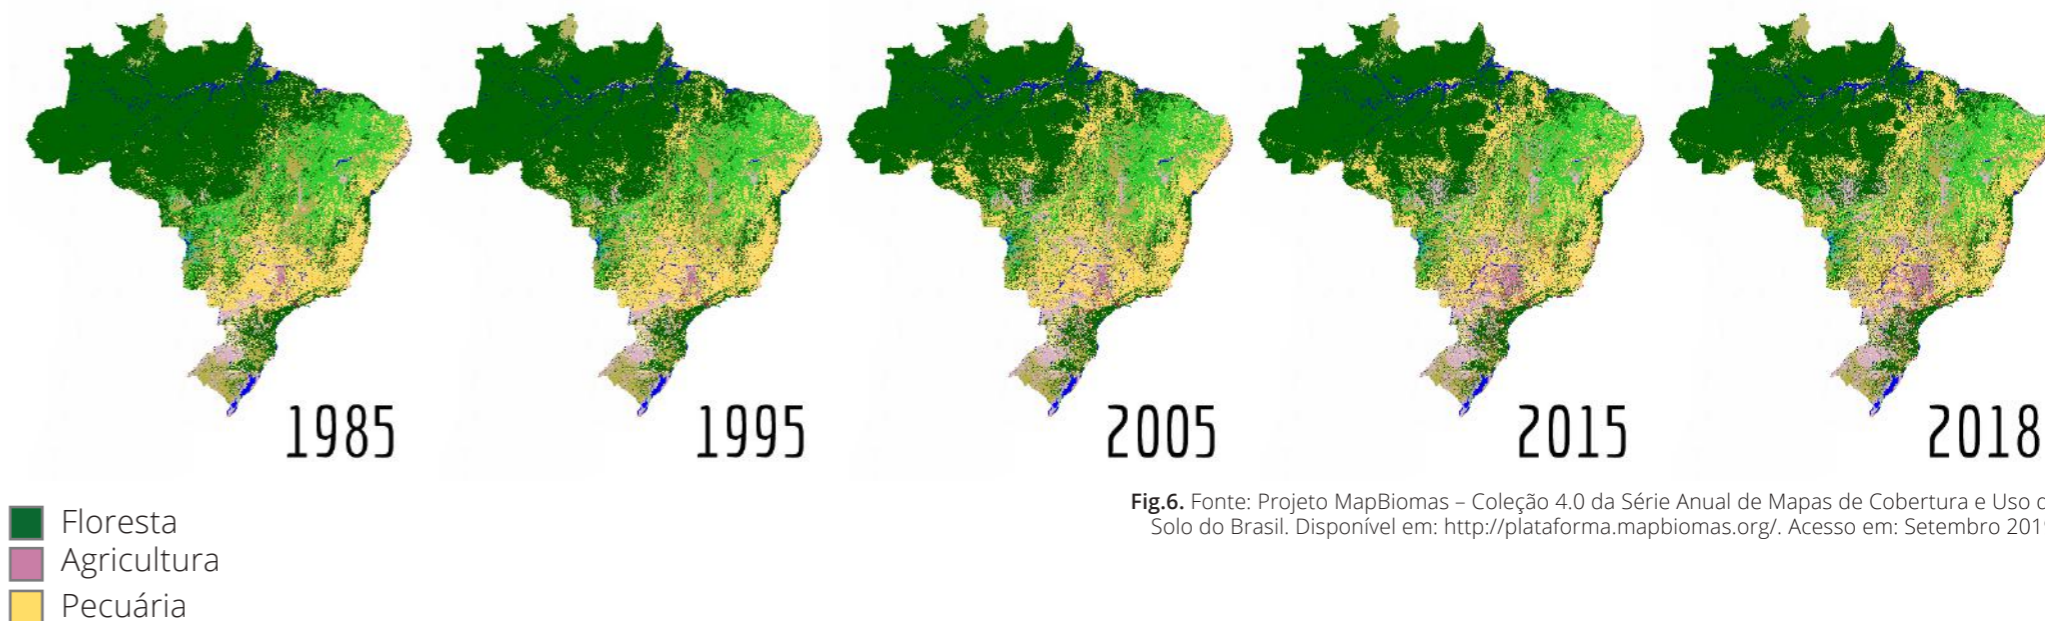 1985
1995
2005
2015
2018
Fig.6. Fonte: Projeto MapBiomas – Coleção 4.0 da Série Anual de Mapas de Cobertura e Uso
Solo do Brasil. Disponível em: http://plataforma.mapbiomas.org/. Acesso em: Setembro 201
Floresta
Agricultura
Pecuária